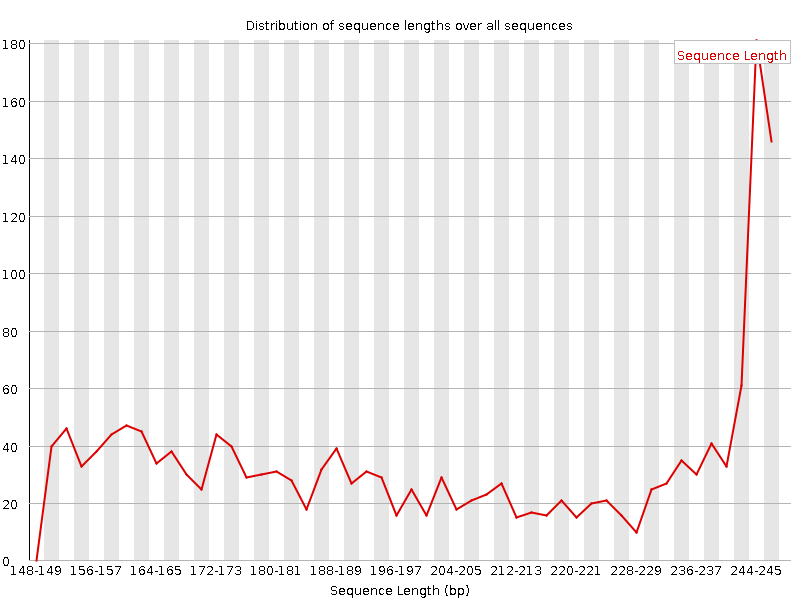 Distribution of sequence lengths over all sequences
Sequence Length
180
160
140
120
100
80
60
40
20
0
148-149 156-157 164-165 172-173 180-181 188-189 196-197 204-205 212-213 220-221 228-229 236-237 244-245
Sequence Length (bp)